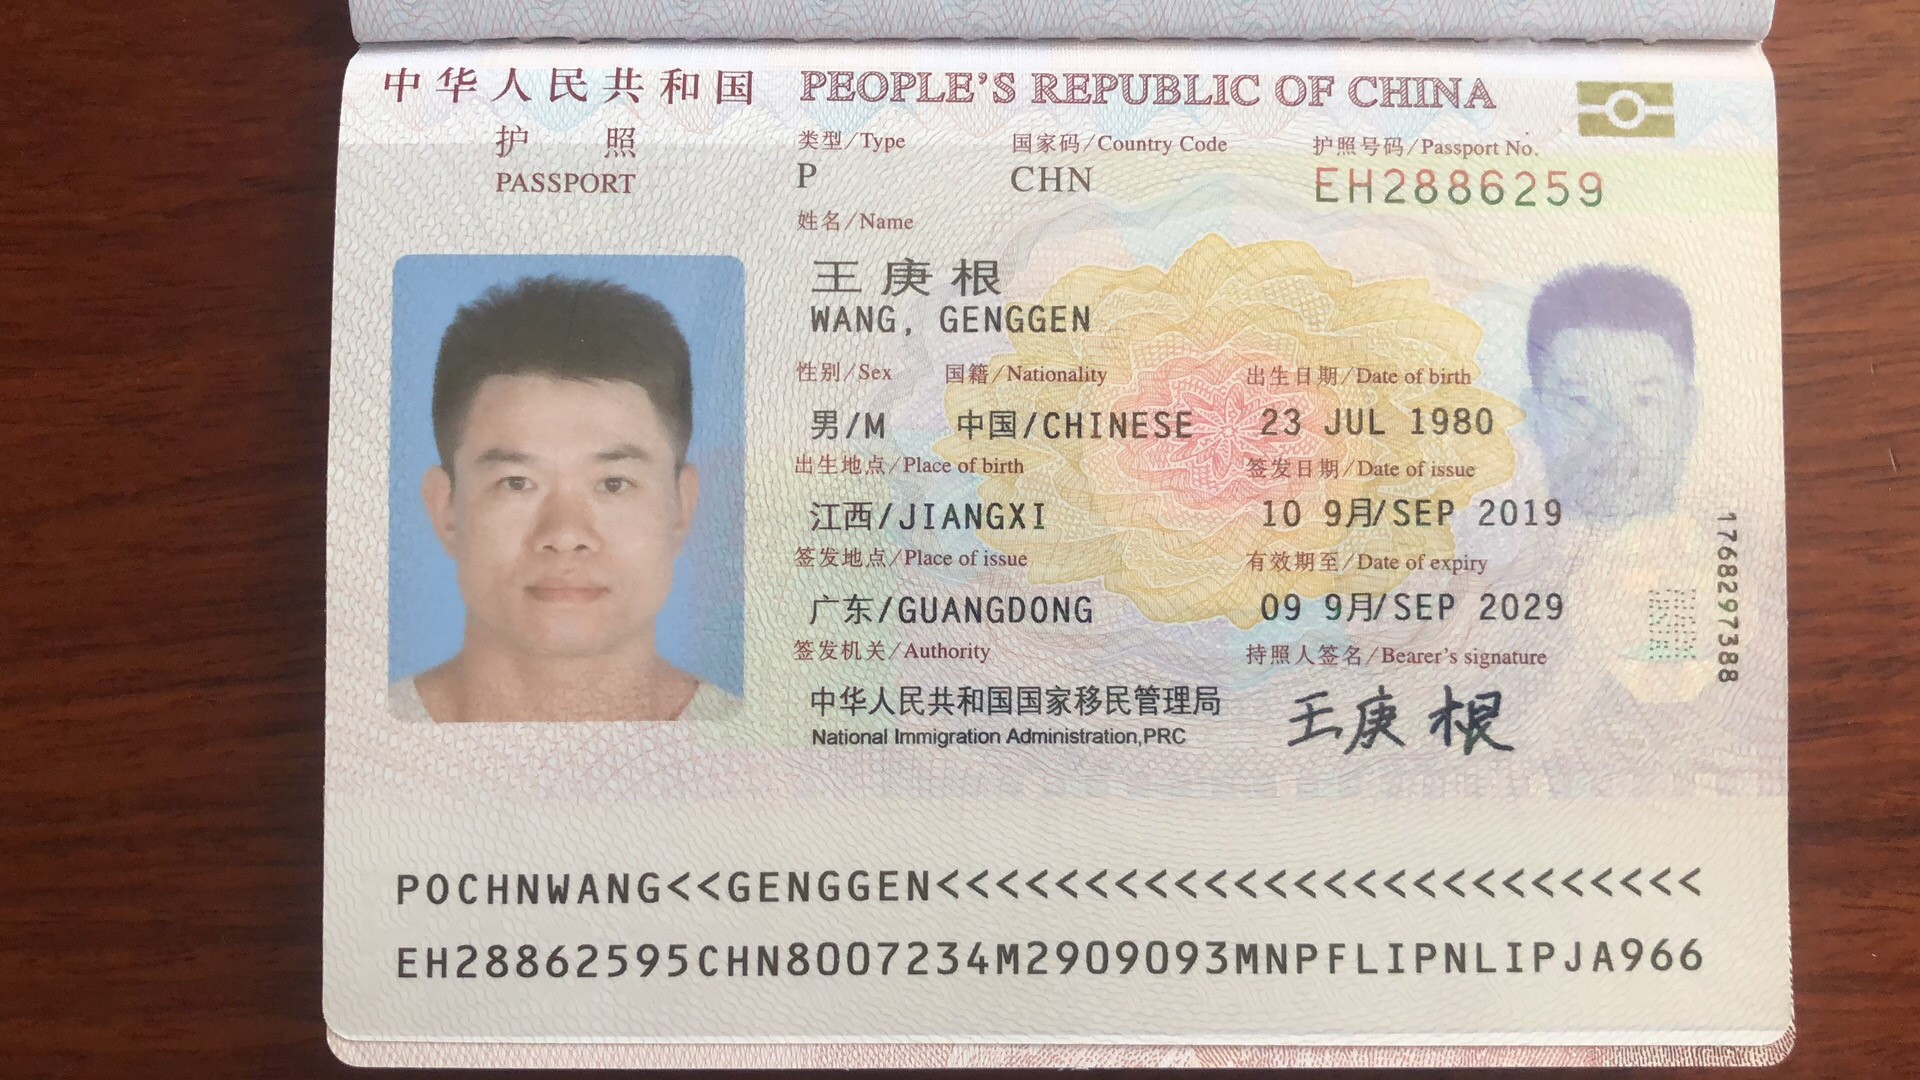 中华人民共和国 PEOPLE'S REPUBLIC OF CHINA
护照
PASSPORT
类型/Type 国家码/Country Code 护照号码/Passport No.
P CHN EH2886259
姓名/Name
王庚根
WANG, GENGGEN
性别/Sex 国籍/Nationality 出生日期/Date of birth
男/M 中国/CHINESE 23 JUL 1980
出生地点/Place of birth 签发日期/Date of issue
江西/JIANGXI 10 9月/SEP 2019
签发地点/Place of issue 有效期至/Date of expiry
广东/GUANGDONG 09 9月/SEP 2029
签发机关/Authority 持照人签名/Bearer's signature
中华人民共和国国家移民管理局 王庚根
National Immigration Administration,PRC
1768297388
POCHNWANG<<GENGGEN<<<<<<<<<<<<<<<<<<<<<<<<<<
EH28862595CHN8007234M2909093MNPFLIPNLIPJA966